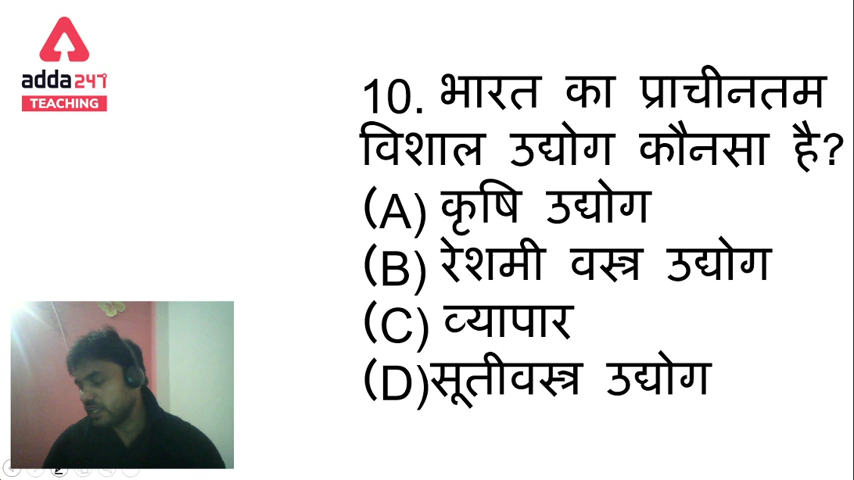 adda247
TEACHING
10. भारत का प्राचीनतम
विशाल उद्योग कौनसा है?
(A) कृषि उद्योग
(B) रेशमी वस्त्र उद्योग
(C) व्यापार
(D)सूतीवस्त्र उद्योग